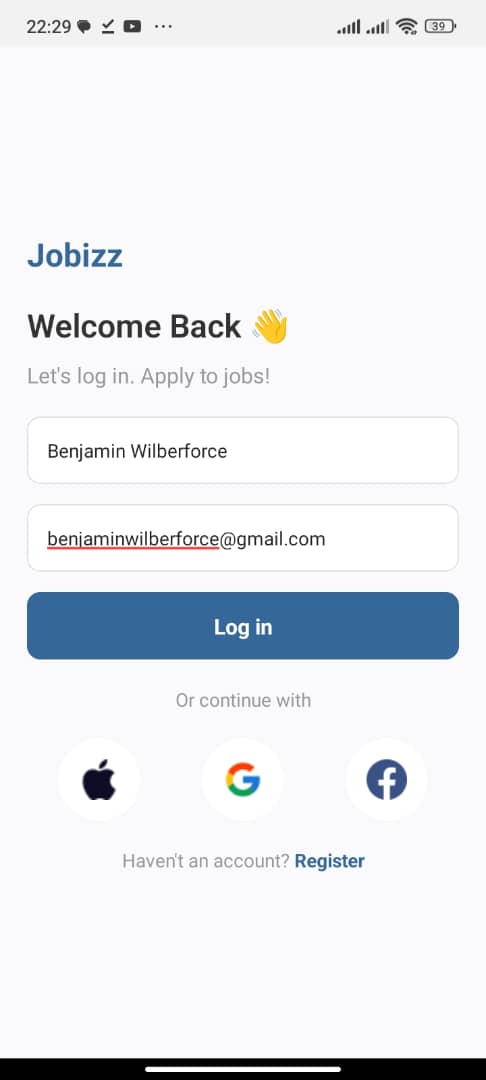 22:29
39
Jobizz
Welcome Back 👋
Let's log in. Apply to jobs!
Benjamin Wilberforce
benjaminwilberforce@gmail.com
Log in
Or continue with
Haven't an account? Register